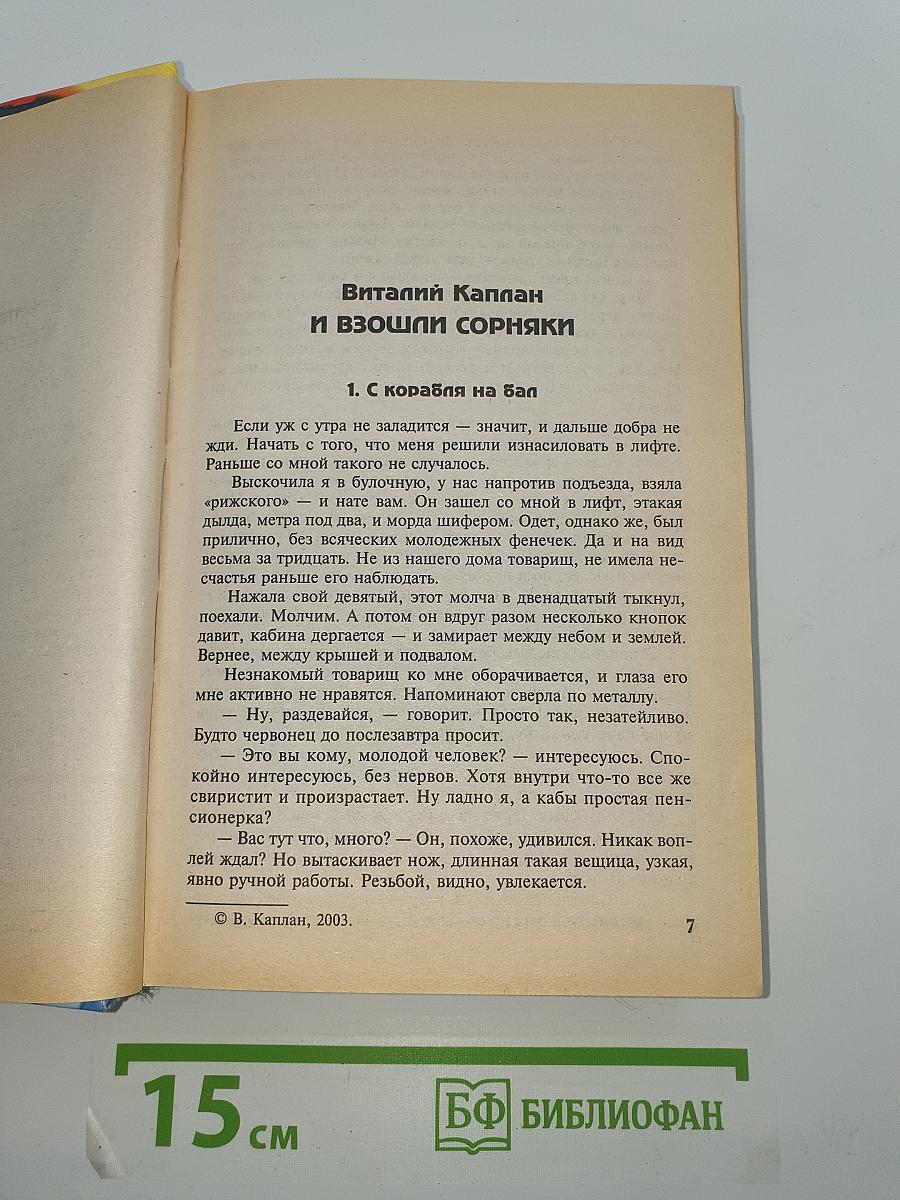 Виталий Каплан
И ВЗОШЛИ СОРНЯКИ
1. С корабля на бал
Если уж с утра не заладится — значит, и дальше добра не
жди. Начать с того, что меня решили изнасиловать в лифте.
Раньше со мной такого не случалось.
Выскочила я в булочную, у нас напротив подъезда, взяла
«рижского» — и нате вам. Он зашел со мной в лифт, этакая
дылда, метра под два, и морда шифером. Одет, однако же, был
прилично, без всяческих молодежных фенечек. Да и на вид
весьма за тридцать. Не из нашего дома товарищ, не имела не-
счастья раньше его наблюдать.
Нажала свой девятый, этот молча в двенадцатый тыкнул,
поехали. Молчим. А потом он вдруг разом несколько кнопок
давит, кабина дергается — и замирает между небом и землей.
Вернее, между крышей и подвалом.
Незнакомый товарищ ко мне оборачивается, и глаза его
мне активно не нравятся. Напоминают сверла по металлу.
— Ну, раздевайся, — говорит. Просто так, незатейливо.
Будто червонец до послезавтра просит.
— Это вы кому, молодой человек? — интересуюсь. Спо-
койно интересуюсь, без нервов. Хотя внутри что-то все же
свиристит и произрастает. Ну ладно я, а кабы простая пен-
сионерка?
— Вас тут что, много? — Он, похоже, удивился. Никак воп-
лей ждал? Но вытаскивает нож, длинная такая вещица, узкая,
явно ручной работы. Резьбой, видно, увлекается.
© В. Каплан, 2003.
7
15 см
БФ БИБЛИОФАН